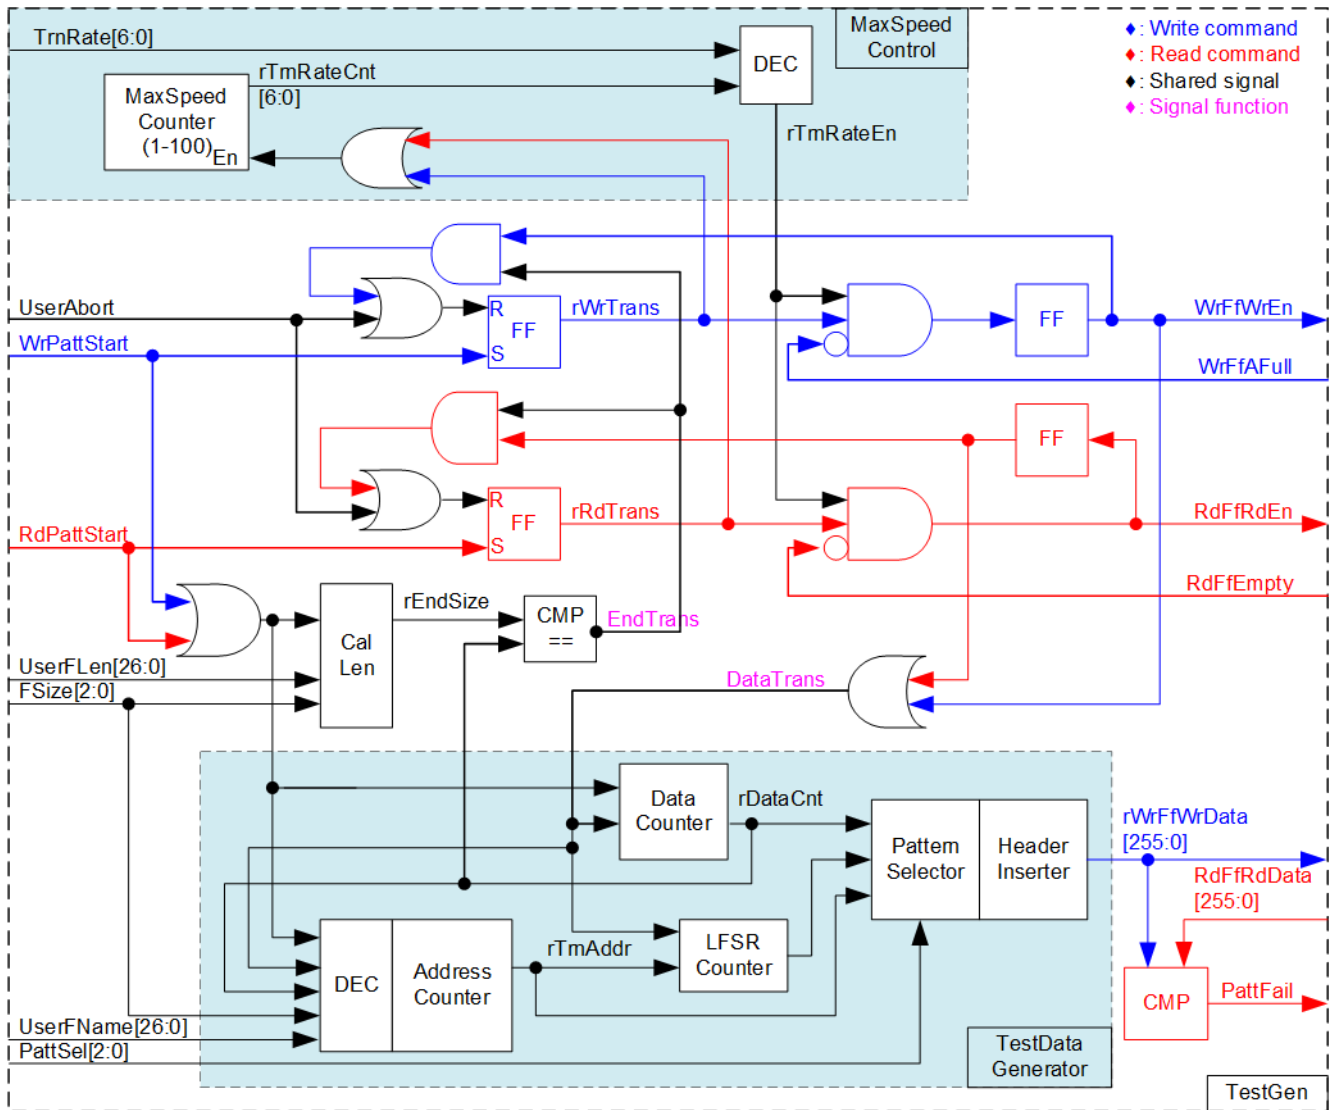 TrnRate[6:0]
MaxSpeed
Control
♦: Write command
♦: Read command
♦: Shared signal
♦: Signal function
DEC
rTrnRateCnt
[6:0]
MaxSpeed
Counter
(1-100)
En
rTrnRateEn
UserAbort
WrPattStart
R
FF
S
rWrTrans
FF
WrFfWrEn
WrFfAFull
FF
R
FF
S
rRdTrans
RdFfRdEn
RdPattStart
RdFfEmpty
rEndSize
CMP
==
EndTrans
Cal
Len
UserFLen[26:0]
FSize[2:0]
DataTrans
Data
Counter
rDataCnt
Pattern
Selector
Header
Inserter
rWrFfWrData
[255:0]
RdFfRdData
[255:0]
LFSR
Counter
rTrnAddr
DEC
Address
Counter
CMP
PattFail
UserFName[26:0]
PattSel[2:0]
TestData
Generator
TestGen